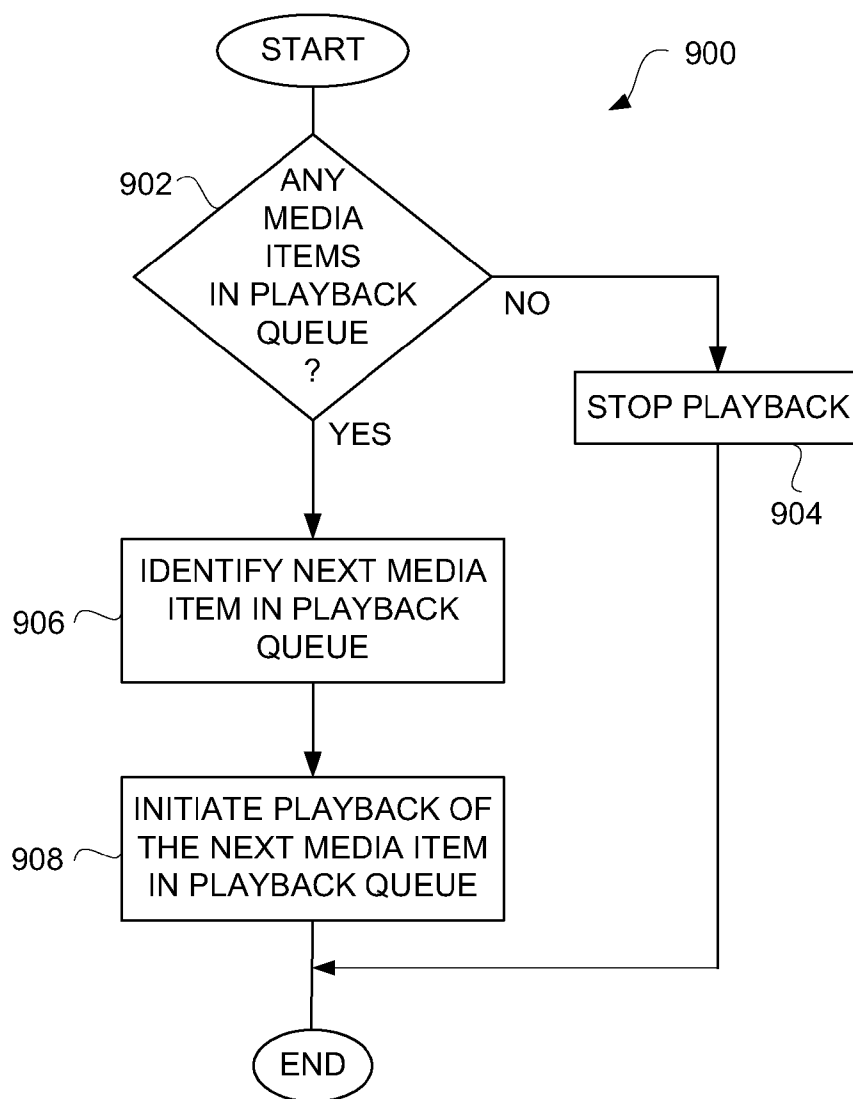 START
900
902
ANY
MEDIA
ITEMS
IN PLAYBACK
QUEUE
?
NO
YES
STOP PLAYBACK
904
IDENTIFY NEXT MEDIA
ITEM IN PLAYBACK
QUEUE
906
INITIATE PLAYBACK OF
THE NEXT MEDIA ITEM
IN PLAYBACK QUEUE
908
END